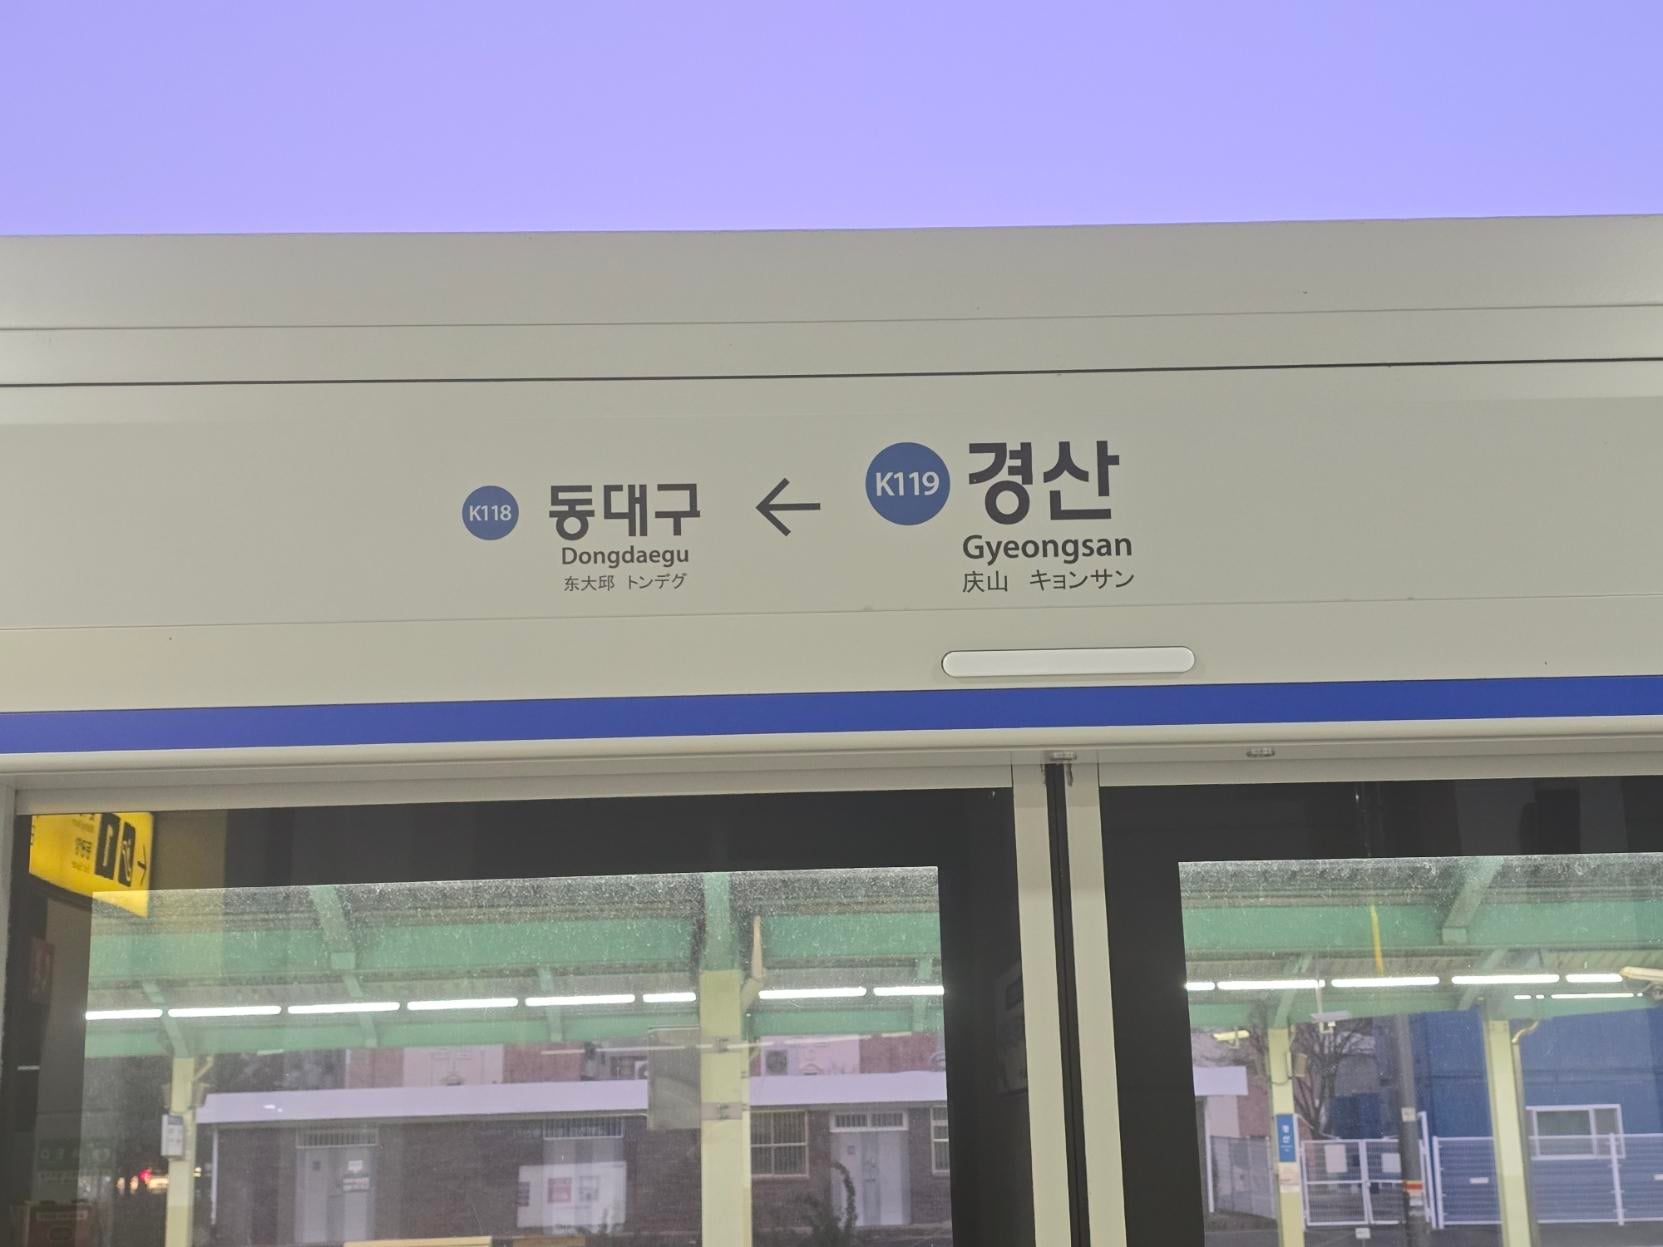 K118 동대구
Dongdaegu
东大邱 トンデグ
K119 경산
Gyeongsan
庆山 キョンサン